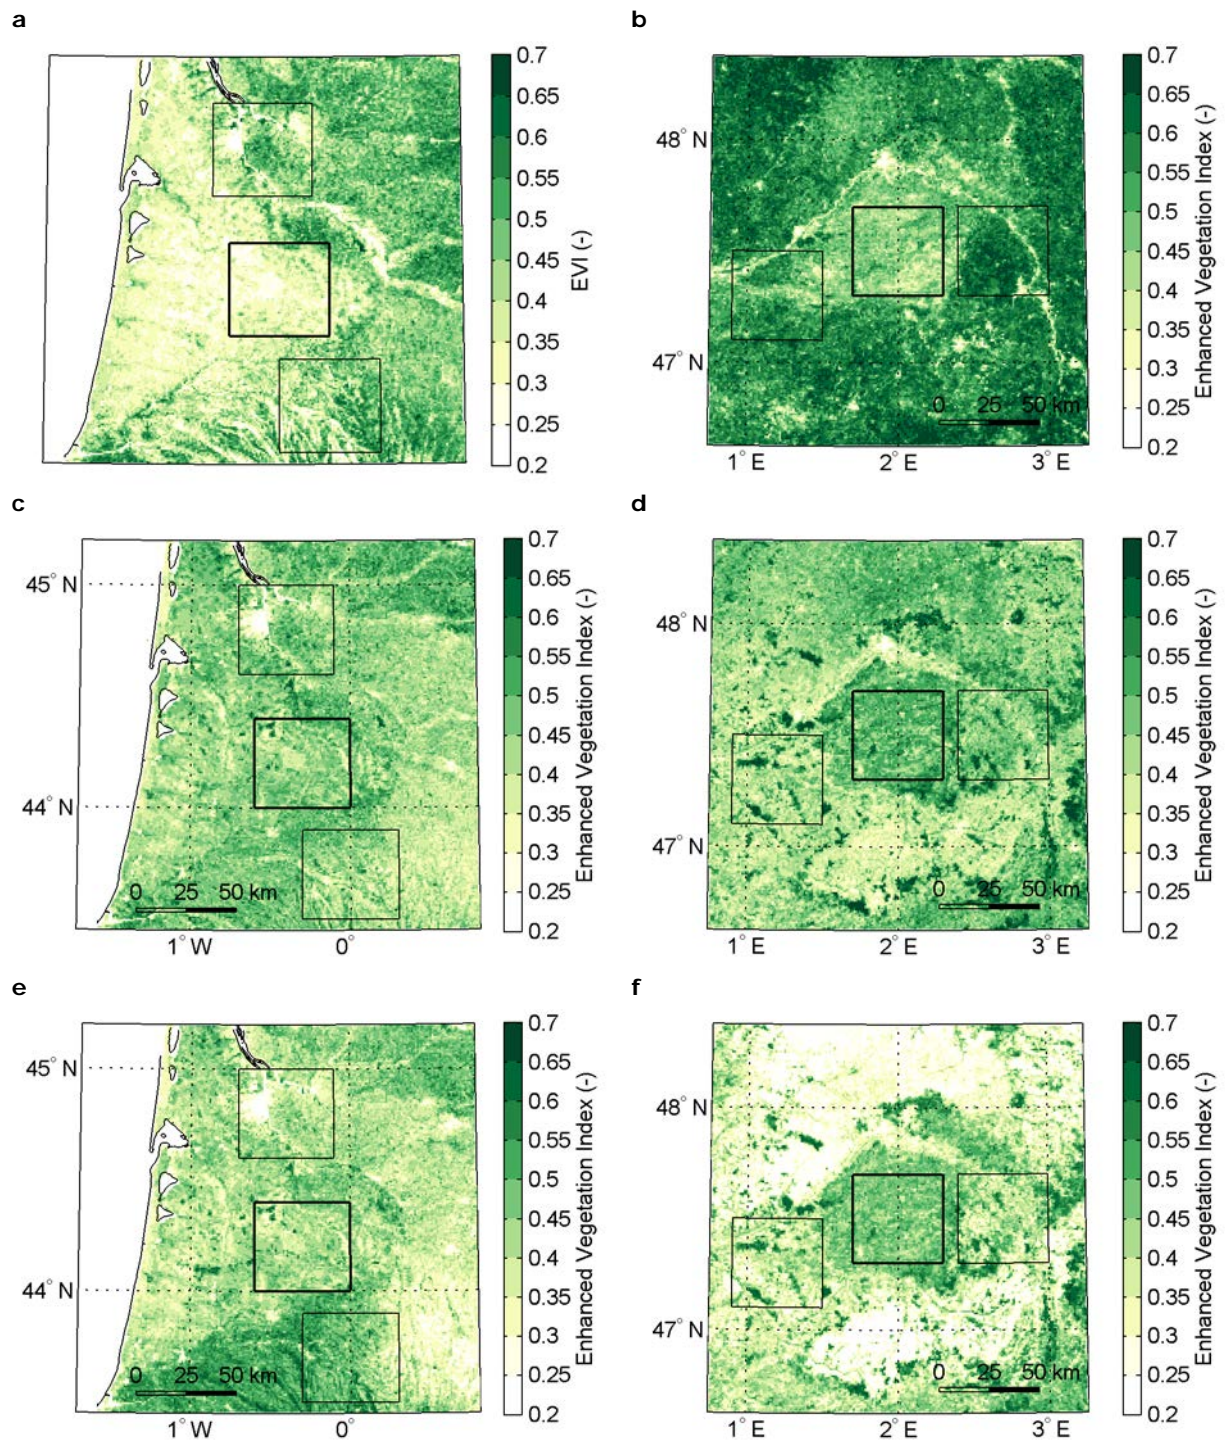 a
0.7
0.65
0.6
0.55
0.5
0.45
0.4
0.35
0.3
0.25
0.2
EVI (-)
b
48° N
47° N
1° E
2° E
3° E
0 25 50 km
0.7
0.65
0.6
0.55
0.5
0.45
0.4
0.35
0.3
0.25
0.2
Enhanced Vegetation Index (-)
c
45° N
44° N
1° W
0°
0 25 50 km
0.7
0.65
0.6
0.55
0.5
0.45
0.4
0.35
0.3
0.25
0.2
Enhanced Vegetation Index (-)
d
48° N
47° N
1° E
2° E
3° E
0 25 50 km
0.7
0.65
0.6
0.55
0.5
0.45
0.4
0.35
0.3
0.25
0.2
Enhanced Vegetation Index (-)
e
45° N
44° N
1° W
0°
0 25 50 km
0.7
0.65
0.6
0.55
0.5
0.45
0.4
0.35
0.3
0.25
0.2
Enhanced Vegetation Index (-)
f
48° N
47° N
1° E
2° E
3° E
0 25 50 km
0.7
0.65
0.6
0.55
0.5
0.45
0.4
0.35
0.3
0.25
0.2
Enhanced Vegetation Index (-)